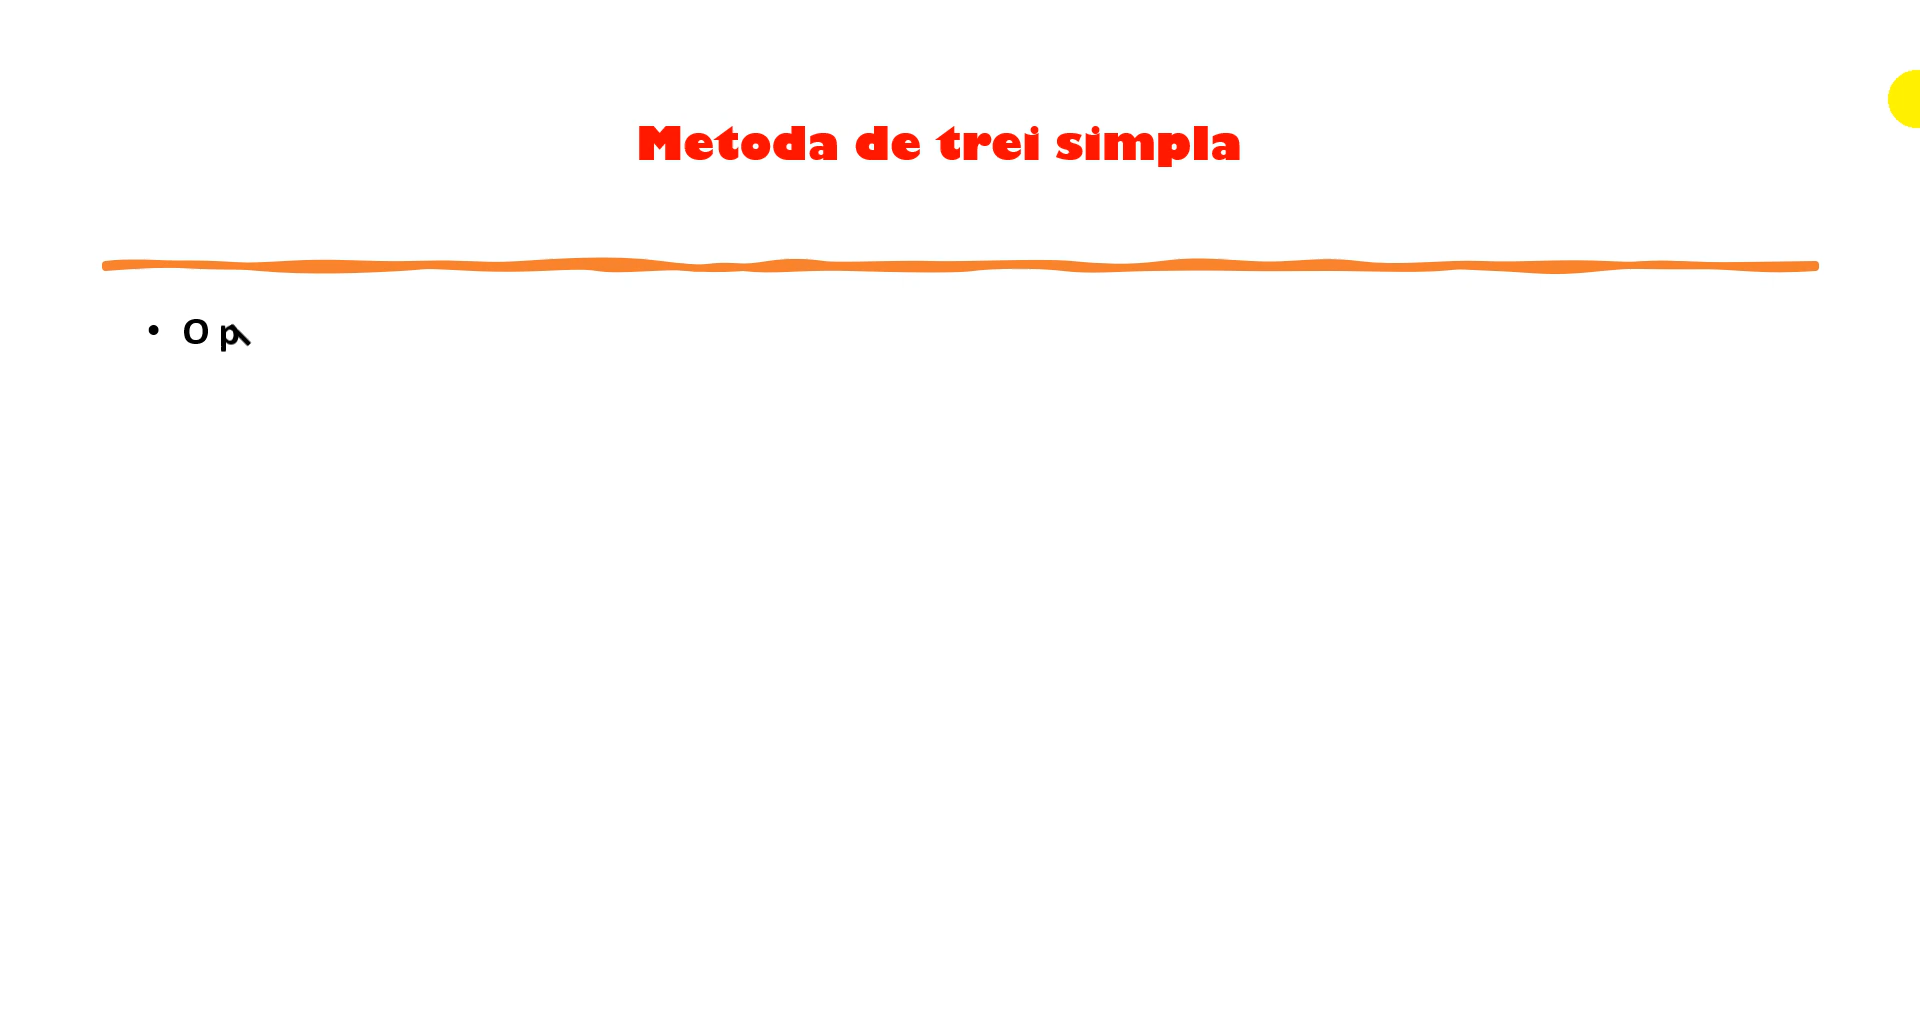 Metoda de trei simpla
• O p